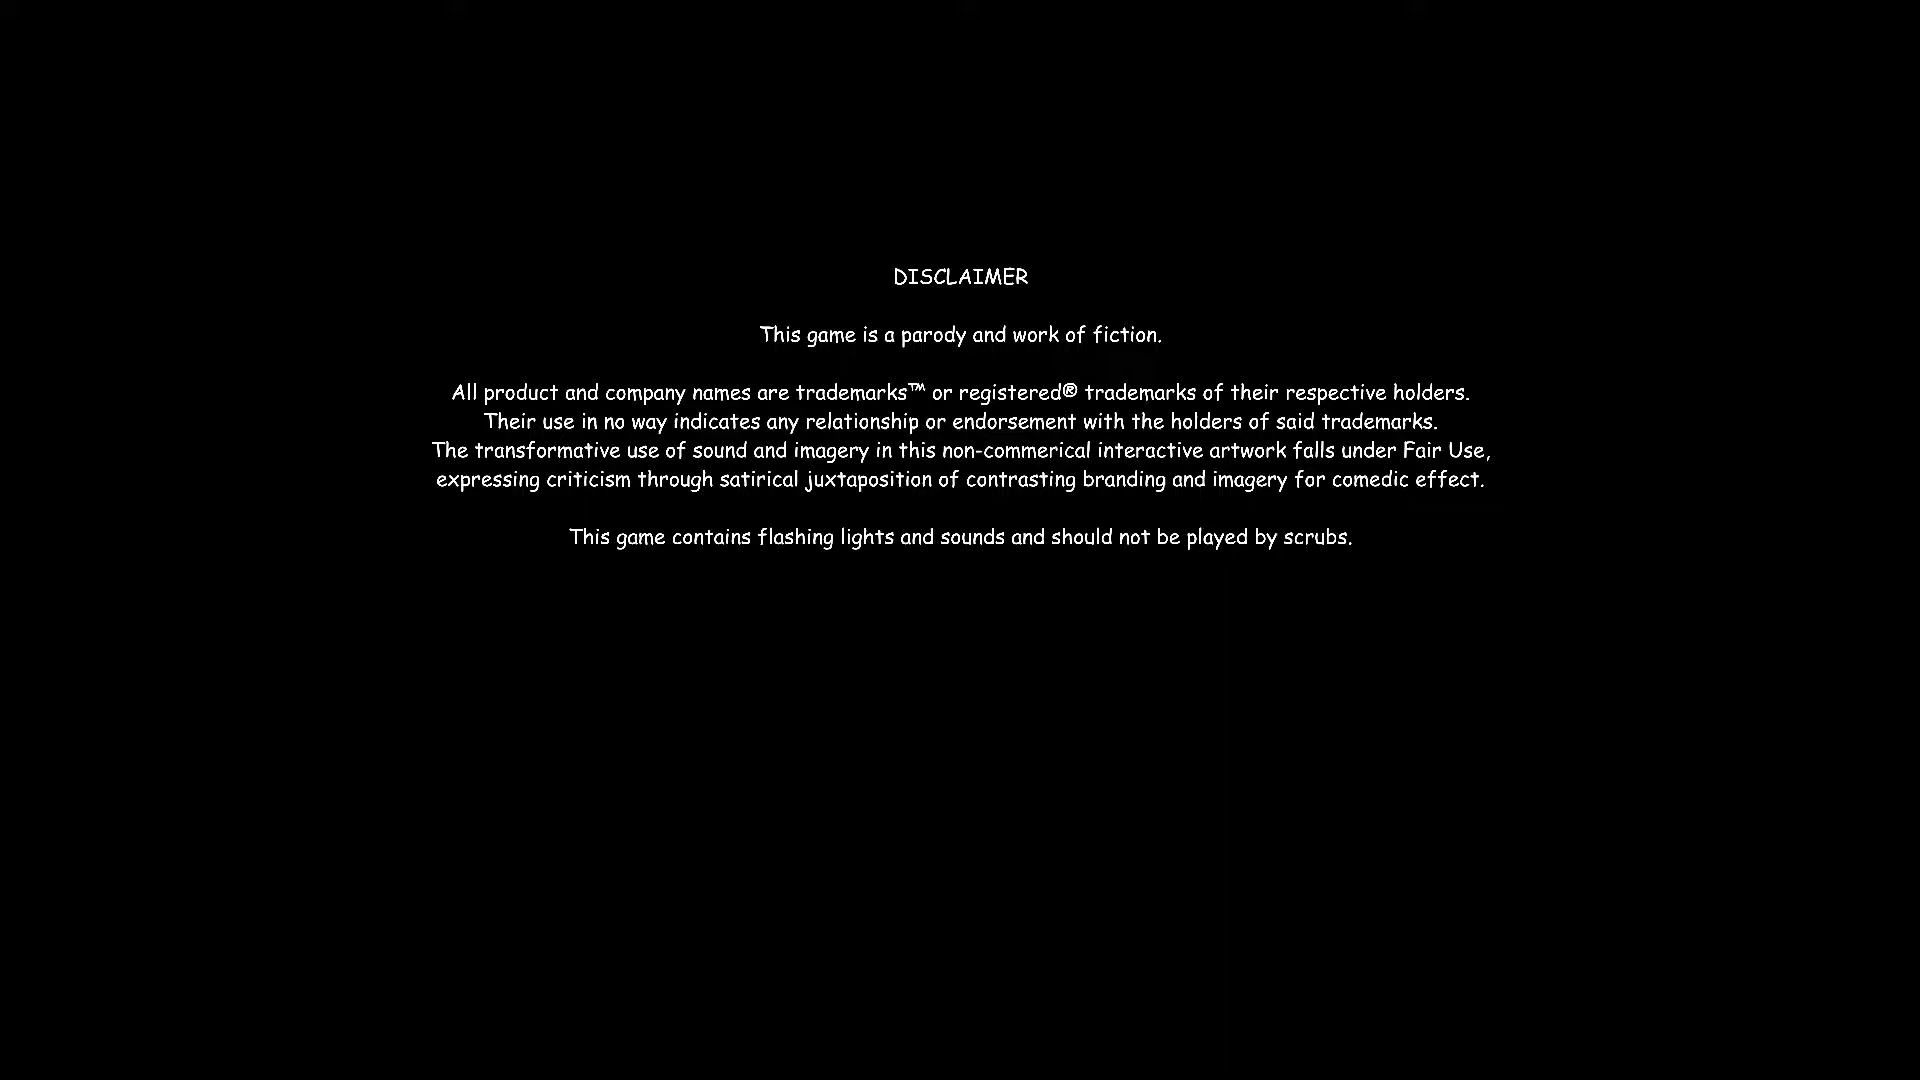 DISCLAIMER
This game is a parody and work of fiction.
All product and company names are trademarks™ or registered® trademarks of their respective holders.
Their use in no way indicates any relationship or endorsement with the holders of said trademarks.
The transformative use of sound and imagery in this non-commerical interactive artwork falls under Fair Use,
expressing criticism through satirical juxtaposition of contrasting branding and imagery for comedic effect.
This game contains flashing lights and sounds and should not be played by scrubs.